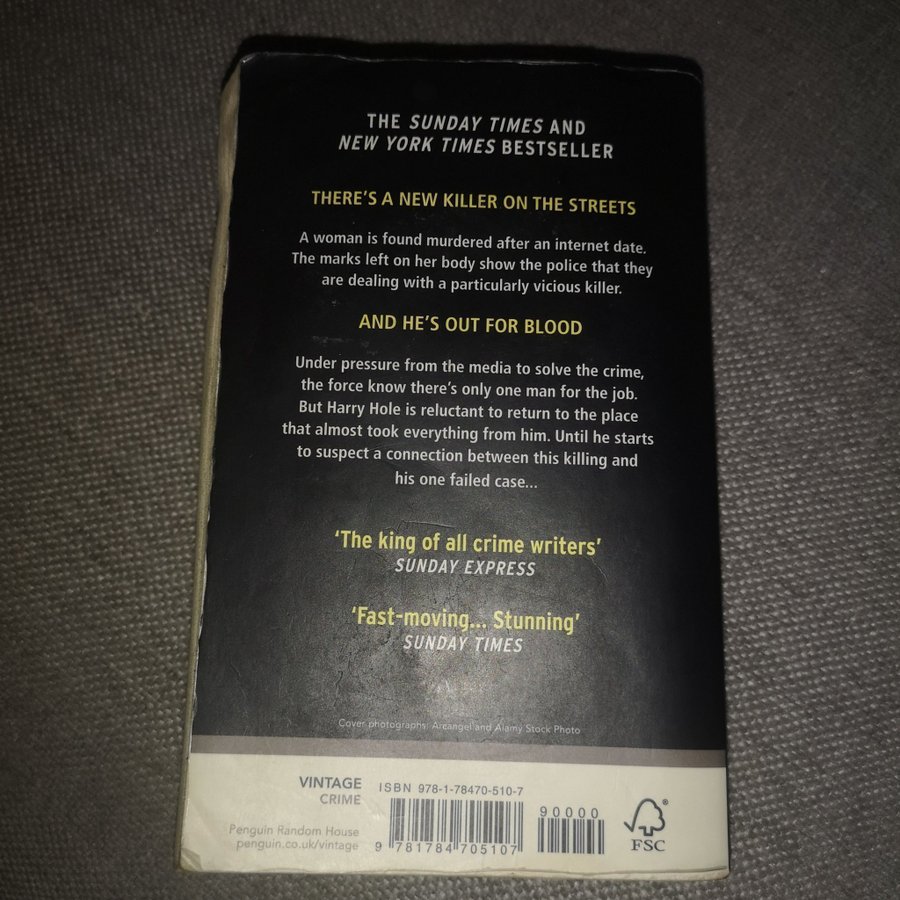 THE SUNDAY TIMES AND
NEW YORK TIMES BESTSELLER
THERE'S A NEW KILLER ON THE STREETS
A woman is found murdered after an internet date.
The marks left on her body show the police that they
are dealing with a particularly vicious killer.
AND HE'S OUT FOR BLOOD
Under pressure from the media to solve the crime,
the force know there's only one man for the job.
But Harry Hole is reluctant to return to the place
that almost took everything from him. Until he starts
to suspect a connection between this killing and
his one failed case...
'The king of all crime writers'
SUNDAY EXPRESS
'Fast-moving... Stunning'
SUNDAY TIMES
Cover photographs: Arcangel and Alamy Stock Photo
VINTAGE
CRIME
Penguin Random House
penguin.co.uk/vintage
ISBN 978-1-78470-510-7
90000
9 781784 705107
FSC®